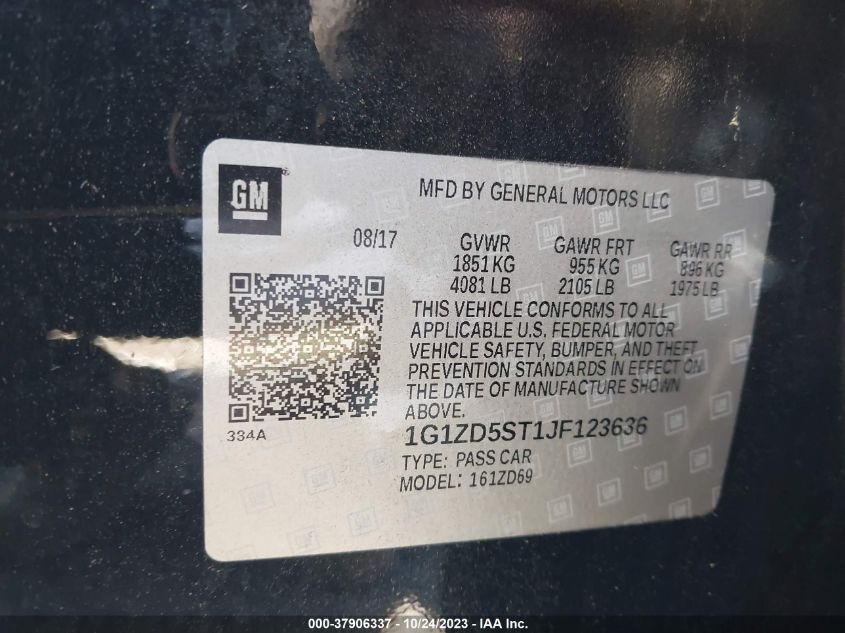 GM
MFD BY GENERAL MOTORS LLC
08/17 GVWR GAWR FRT GAWR RR
1851 KG 955 KG 896 KG
4081 LB 2105 LB 1975 LB
THIS VEHICLE CONFORMS TO ALL
APPLICABLE U.S. FEDERAL MOTOR
VEHICLE SAFETY, BUMPER, AND THEFT
PREVENTION STANDARDS IN EFFECT ON
THE DATE OF MANUFACTURE SHOWN
ABOVE.
334A
1G1ZD5ST1JF123636
TYPE: PASS CAR
MODEL: 161ZD69
000-37906337 - 10/24/2023 - IAA, Inc.